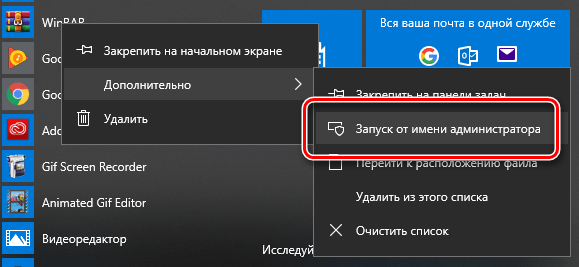 WinRAR
Закрепить на начальном экране
Goo
Дополнительно
Goo
Удалить
Ado
Gif Screen Recorder
Animated Gif Editor
Видеоредактор
Вся ваша почта в одной службе
Закрепить на панели задач
Запуск от имени администратора
Перейти к расположению файла
Удалить из этого списка
Очистить список
Исследуй